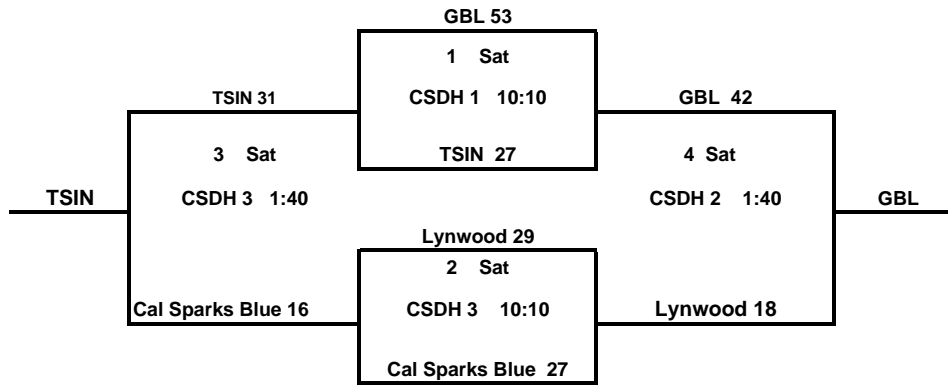 GBL 53
1 Sat
TSIN 31
CSDH 1 10:10
GBL 42
3 Sat
TSIN 27
4 Sat
TSIN
CSDH 3 1:40
CSDH 2 1:40
GBL
Lynwood 29
2 Sat
Cal Sparks Blue 16
CSDH 3 10:10
Lynwood 18
Cal Sparks Blue 27